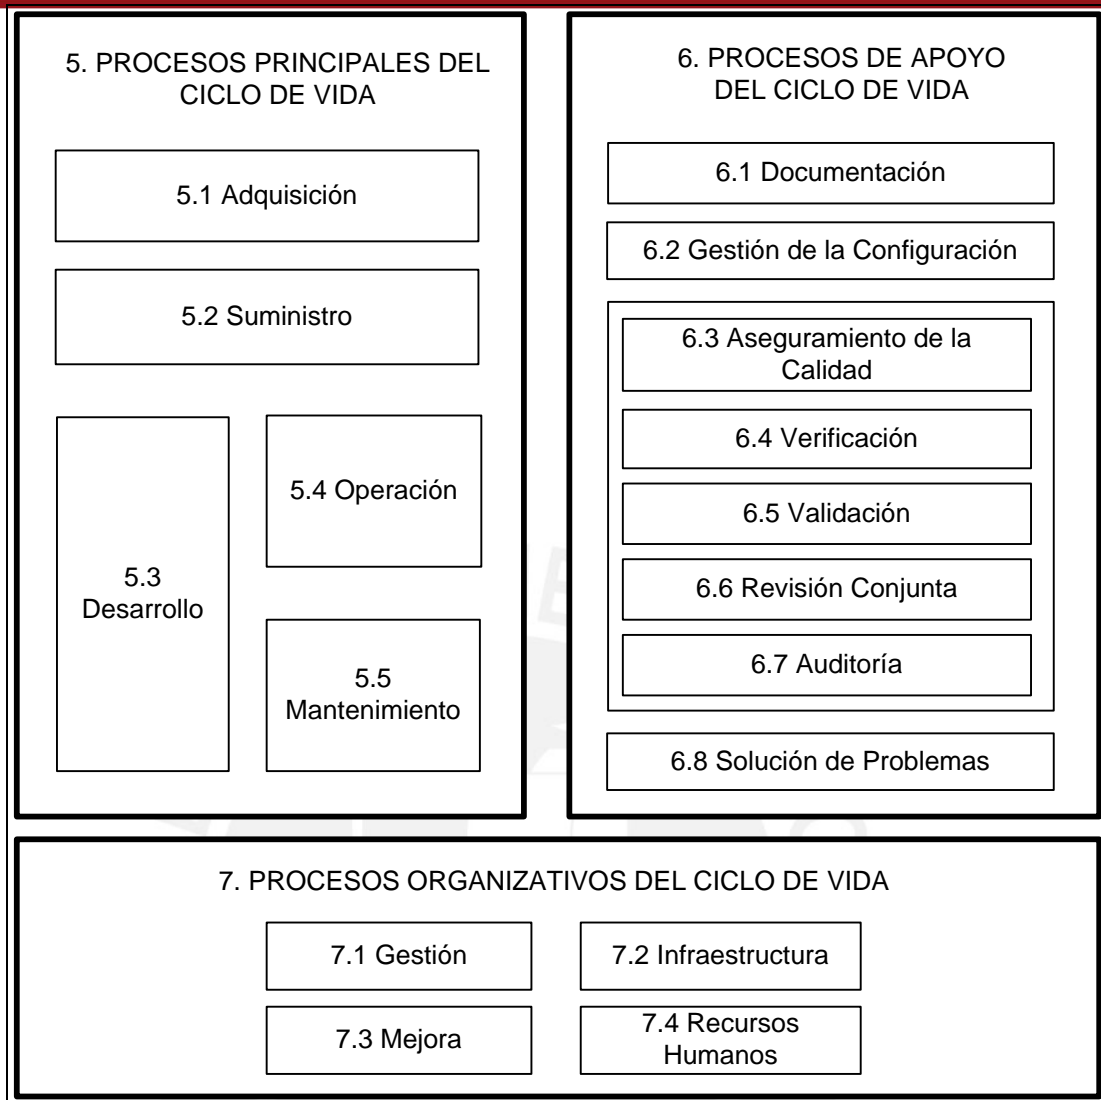 5. PROCESOS PRINCIPALES DEL
CICLO DE VIDA
5.1 Adquisición
5.2 Suministro
5.3
Desarrollo
5.4 Operación
5.5
Mantenimiento
6. PROCESOS DE APOYO
DEL CICLO DE VIDA
6.1 Documentación
6.2 Gestión de la Configuración
6.3 Aseguramiento de la
Calidad
6.4 Verificación
6.5 Validación
6.6 Revisión Conjunta
6.7 Auditoría
6.8 Solución de Problemas
7. PROCESOS ORGANIZATIVOS DEL CICLO DE VIDA
7.1 Gestión
7.2 Infraestructura
7.3 Mejora
7.4 Recursos
Humanos